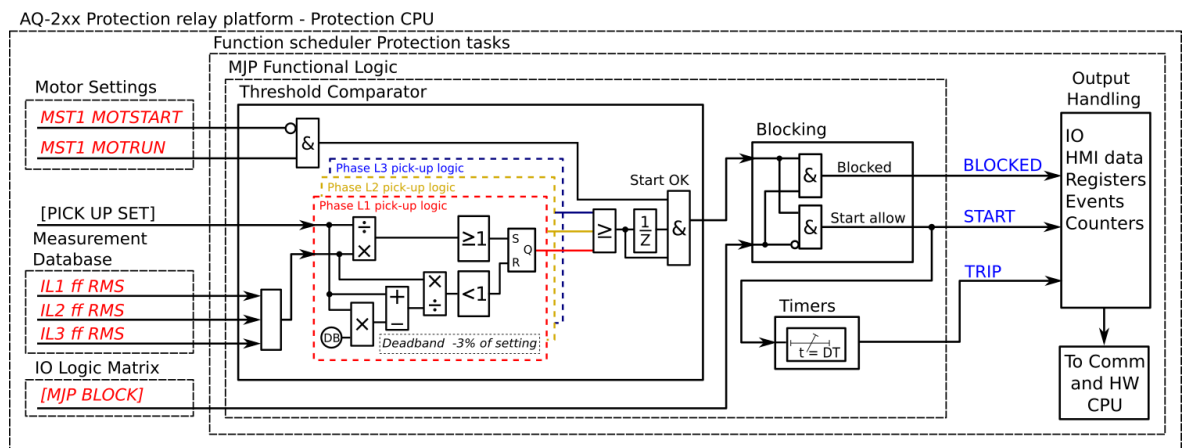 AQ-2xx Protection relay platform - Protection CPU
Function scheduler Protection tasks
MJP Functional Logic
Threshold Comparator
Motor Settings
MST1 MOTSTART
MST1 MOTRUN
&
Phase L3 pick-up logic
Phase L2 pick-up logic
Phase L1 pick-up logic
[PICK UP SET]
Measurement
Database
IL1 ff RMS
IL2 ff RMS
IL3 ff RMS
IO Logic Matrix
[MJP BLOCK]
÷
×
≥1
S
Q
R
×
÷
<1
+
−
×
DB
Deadband -3% of setting
≥
1
Z
Start OK
&
Blocking
&
Blocked
&
Start allow
Timers
t = DT
BLOCKED
START
TRIP
Output
Handling
IO
HMI data
Registers
Events
Counters
To Comm
and HW
CPU